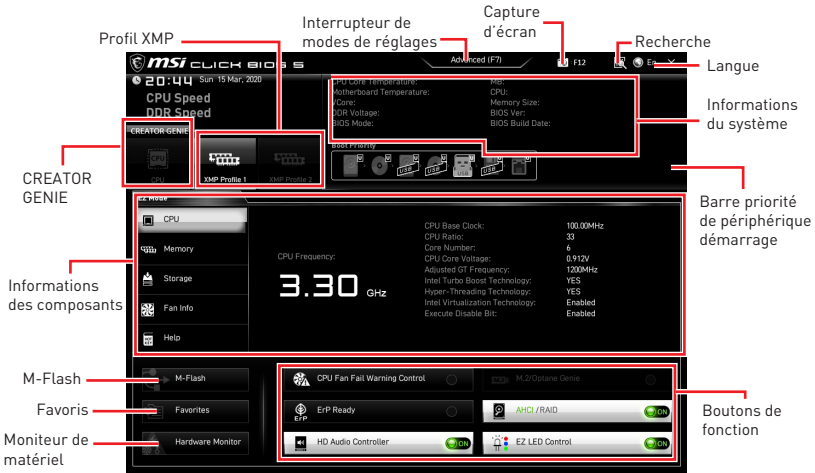 Interrupteur de
modes de réglages
Capture
d'écran
Profil XMP
Recherche
Langue
msi CLICK BIOS 5
Advanced (F7)
F12
En
20:44 Sun 15 Mar, 2020
CPU Speed
DDR Speed
CPU Core Temperature:
Motherboard Temperature:
VCore:
DDR Voltage:
BIOS Mode:
MB:
CPU:
Memory Size:
BIOS Ver:
BIOS Build Date:
Informations
du système
CREATOR GENIE
CPU
XMP Profile 1
XMP Profile 2
Boot Priority
USB
USB
USB
USB
CREATOR
GENIE
Barre priorité
de périphérique
démarrage
EZ Mode
CPU
Memory
Storage
Fan Info
Help
CPU Frequency:
3.30 GHz
CPU Base Clock: 100.00MHz
CPU Ratio: 33
Core Number: 6
CPU Core Voltage: 0.912V
Adjusted GT Frequency: 1200MHz
Intel Turbo Boost Technology: YES
Hyper-Threading Technology: YES
Intel Virtualization Technology: Enabled
Execute Disable Bit: Enabled
Informations
des composants
M-Flash
Favoris
Moniteur de
matériel
M-Flash
Favorites
Hardware Monitor
CPU Fan Fail Warning Control
M.2/Optane Genie
ErP
ErP Ready
AHCI / RAID
ON
HD Audio Controller
ON
EZ LED Control
ON
Boutons de
fonction